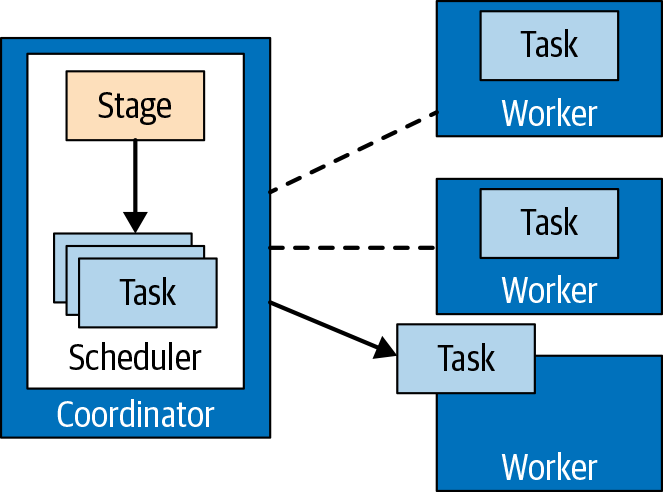 Stage
Task
Scheduler
Coordinator
Task
Worker
Task
Worker
Task
Worker